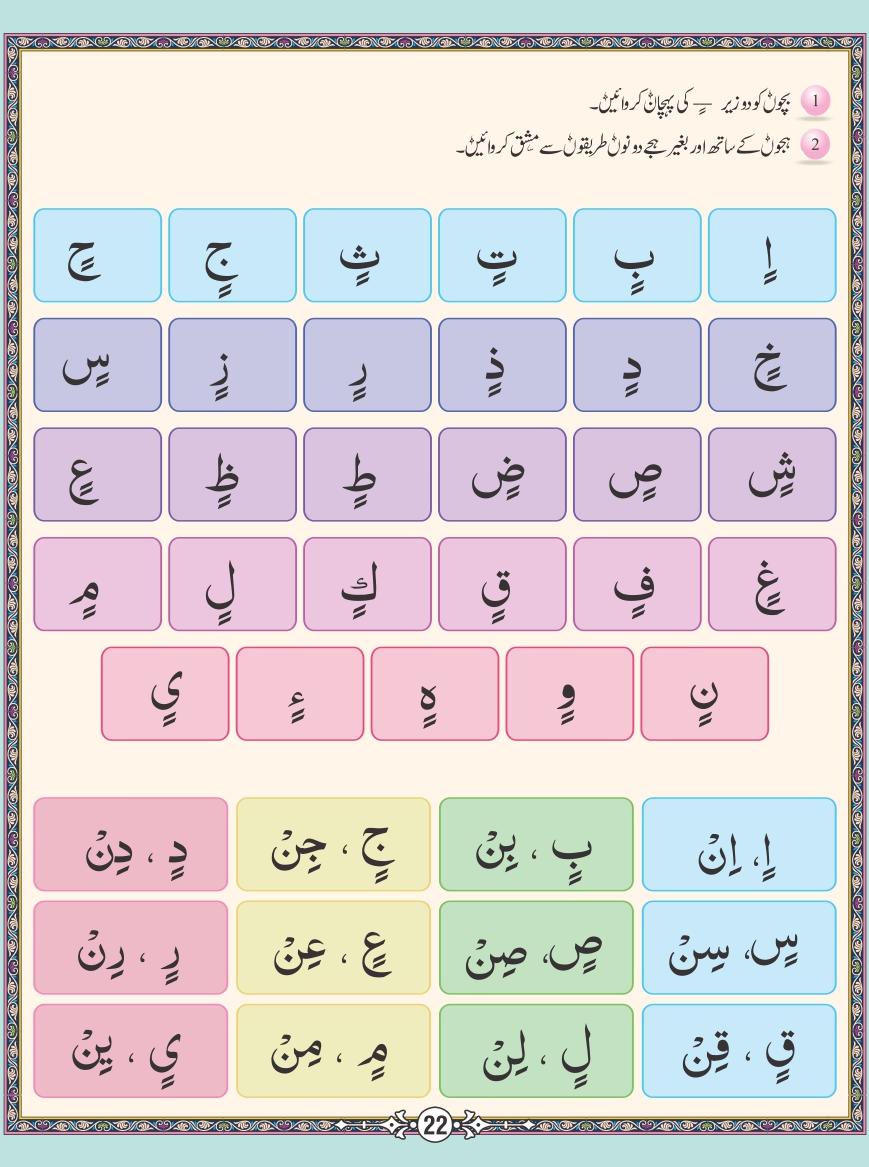 1 بچوں کو دو زیر ـٍ کی پہچان کروائیں۔
2 ہجوں کے ساتھ اور بغیر ہجے دونوں طریقوں سے مشق کروائیں۔
اٍ بٍ تٍ ثٍ جٍ حٍ
خٍ دٍ ذٍ رٍ زٍ سٍ
شٍ صٍ ضٍ طٍ ظٍ عٍ
غٍ فٍ قٍ كٍ لٍ مٍ
نٍ وٍ هٍ ءٍ يٍ
اٍ، اِنْ بٍ ، بِنْ جٍ ، جِنْ دٍ ، دِنْ
سٍ، سِنْ صٍ، صِنْ عٍ ، عِنْ رٍ ، رِنْ
قٍ ، قِنْ لٍ ، لِنْ مٍ ، مِنْ يٍ ، يِنْ
22